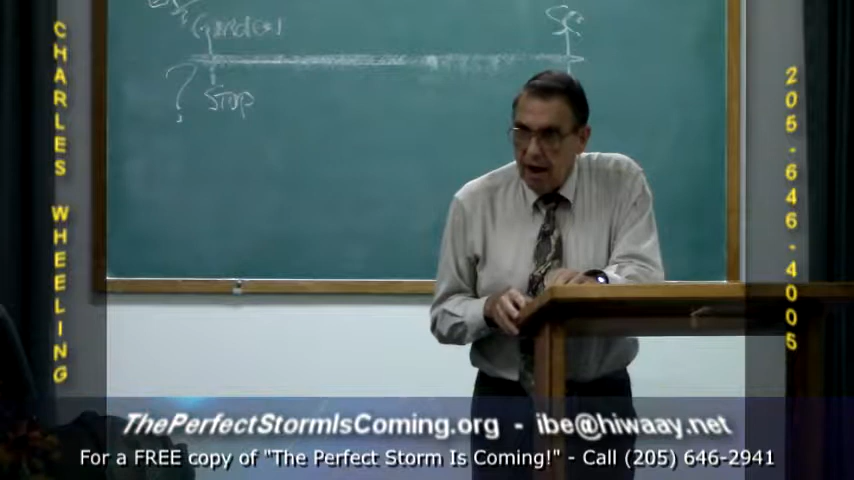 SC
?
STOP
CHARLES WHEELING
205-646-4005
ThePerfectStormIsComing.org - ibe@hiwaay.net
For a FREE copy of "The Perfect Storm Is Coming!" - Call (205) 646-2941